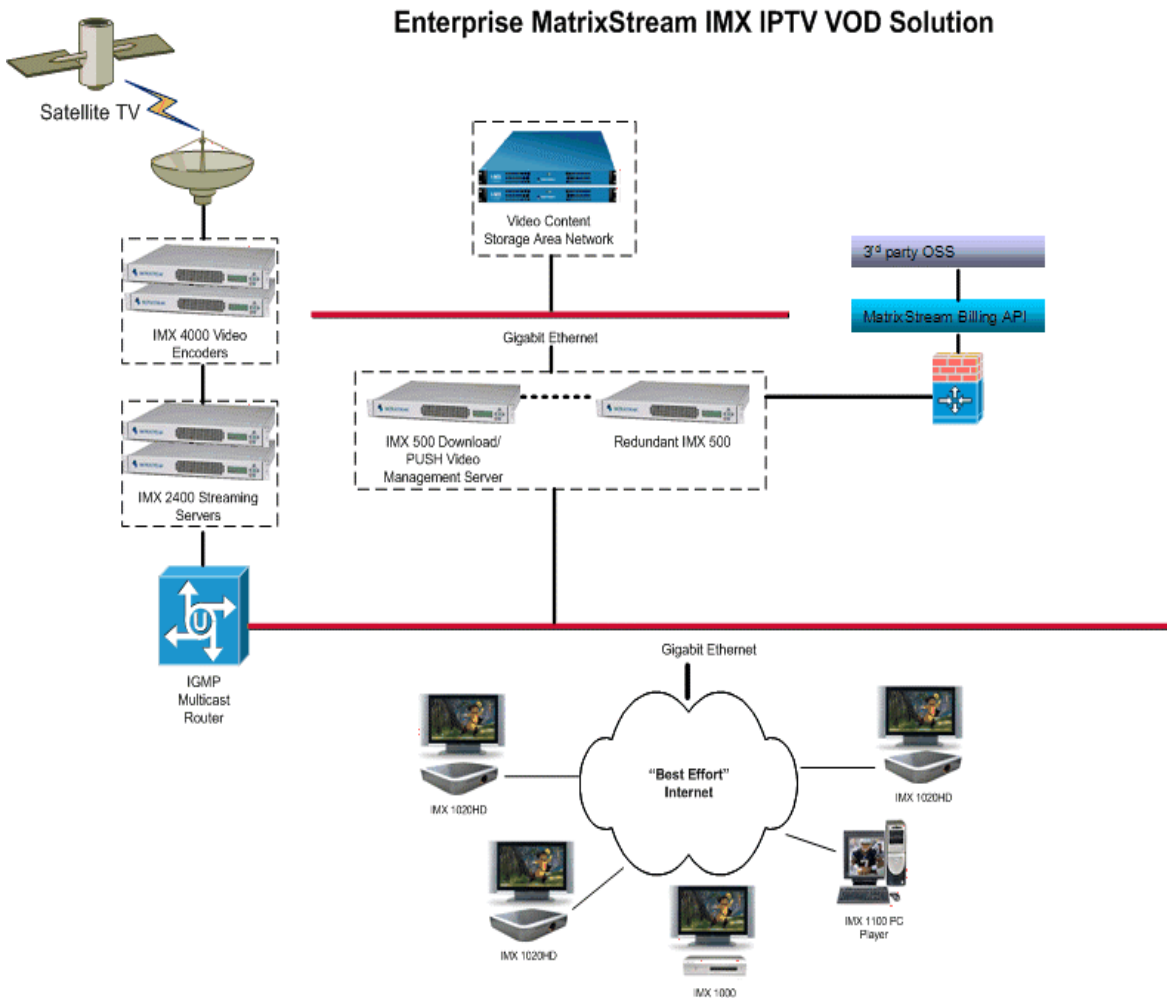 Enterprise MatrixStream IMX IPTV VOD Solution
Satellite TV
Video Content
Storage Area Network
3rd party OSS
MatrixStream Billing API
IMX 4000 Video
Encoders
Gigabit Ethernet
IMX 500 Download/
PUSH Video
Management Server
Redundant IMX 500
IMX 2400 Streaming
Servers
U
IGMP
Multicast
Router
Gigabit Ethernet
"Best Effort"
Internet
IMX 1020HD
IMX 1020HD
IMX 1100 PC
Player
IMX 1020HD
IMX 1000